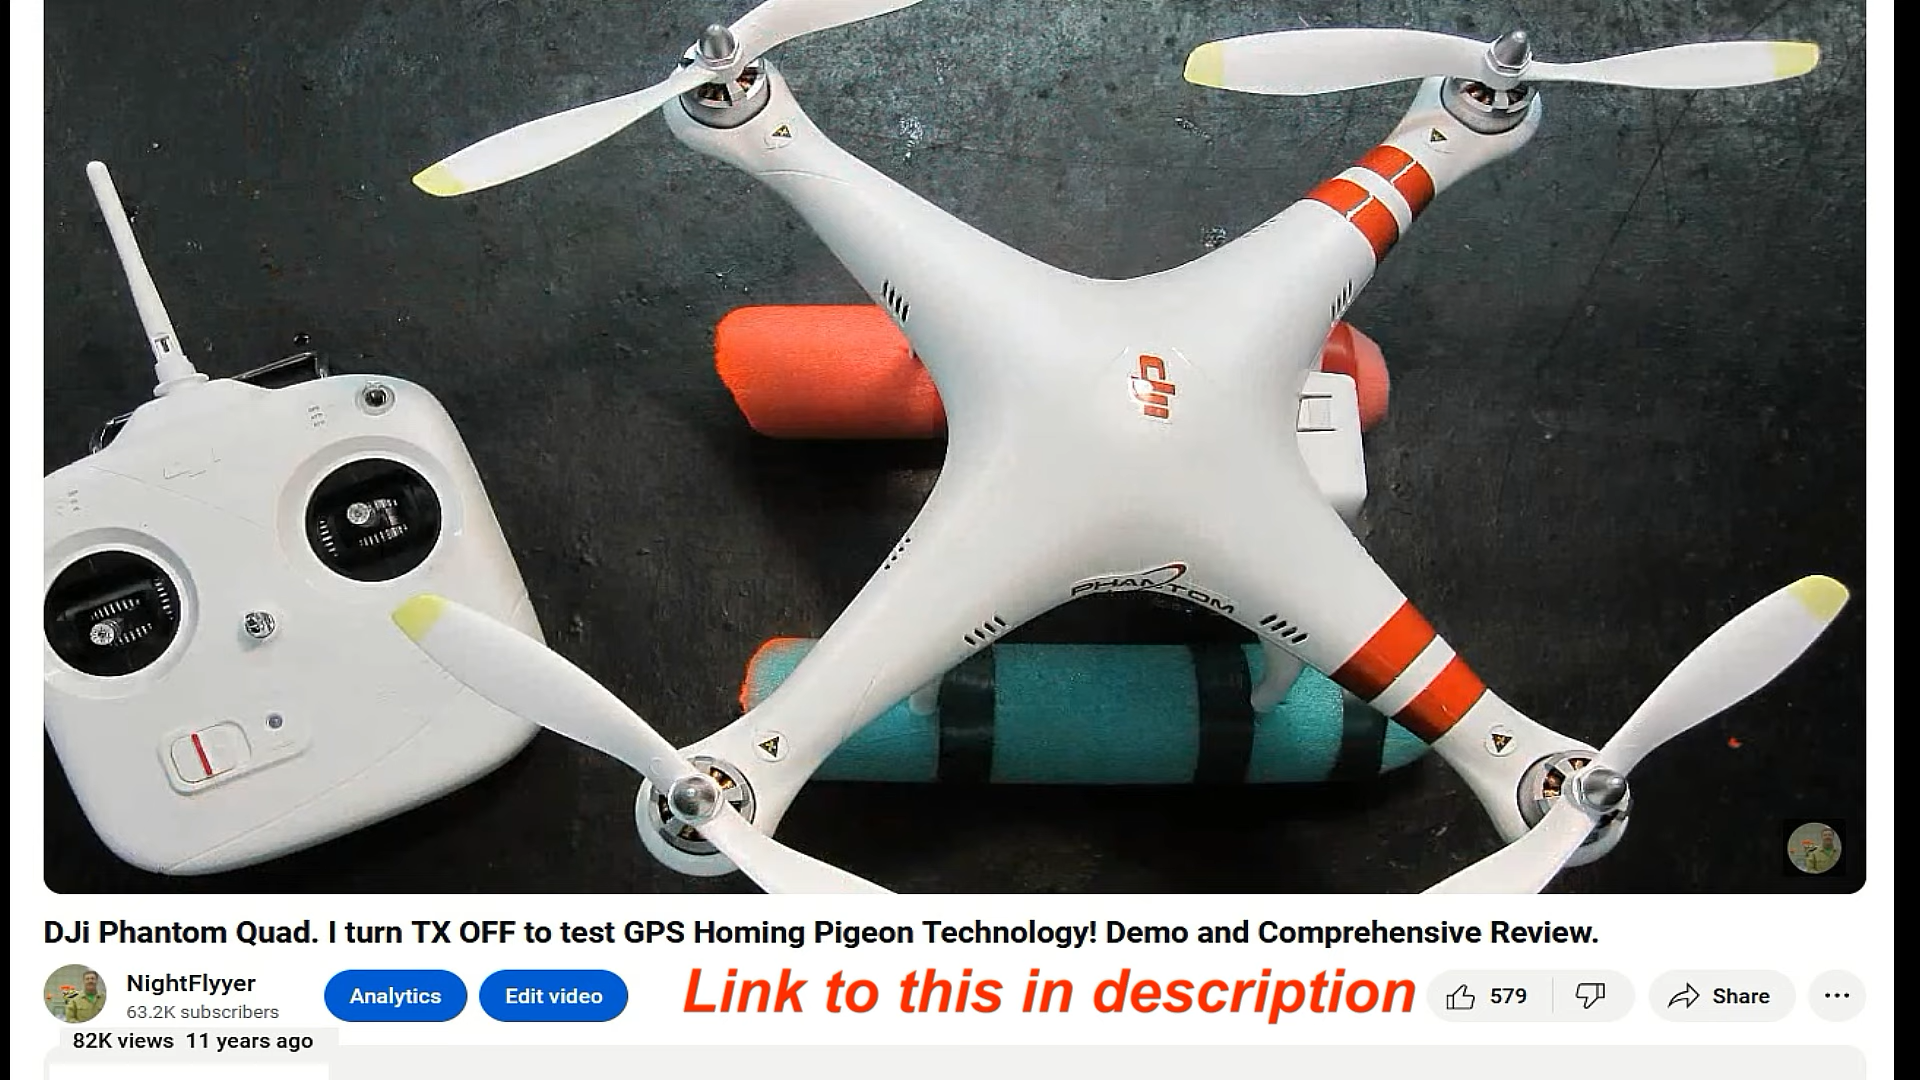 dji
PHANTOM
DJi Phantom Quad. I turn TX OFF to test GPS Homing Pigeon Technology! Demo and Comprehensive Review.
NightFlyyer
63.2K subscribers
Analytics
Edit video
Link to this in description
579
Share
82K views 11 years ago